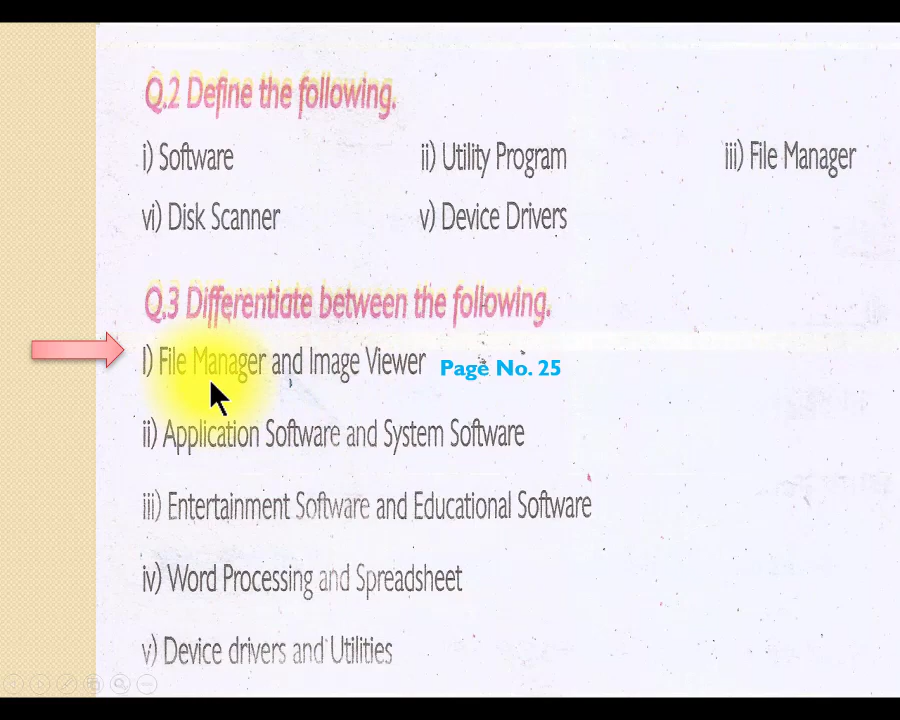 Q.2 Define the following.
i) Software ii) Utility Program iii) File Manager
vi) Disk Scanner v) Device Drivers
Q.3 Differentiate between the following.
I) File Manager and Image Viewer Page No. 25
ii) Application Software and System Software
iii) Entertainment Software and Educational Software
iv) Word Processing and Spreadsheet
v) Device drivers and Utilities